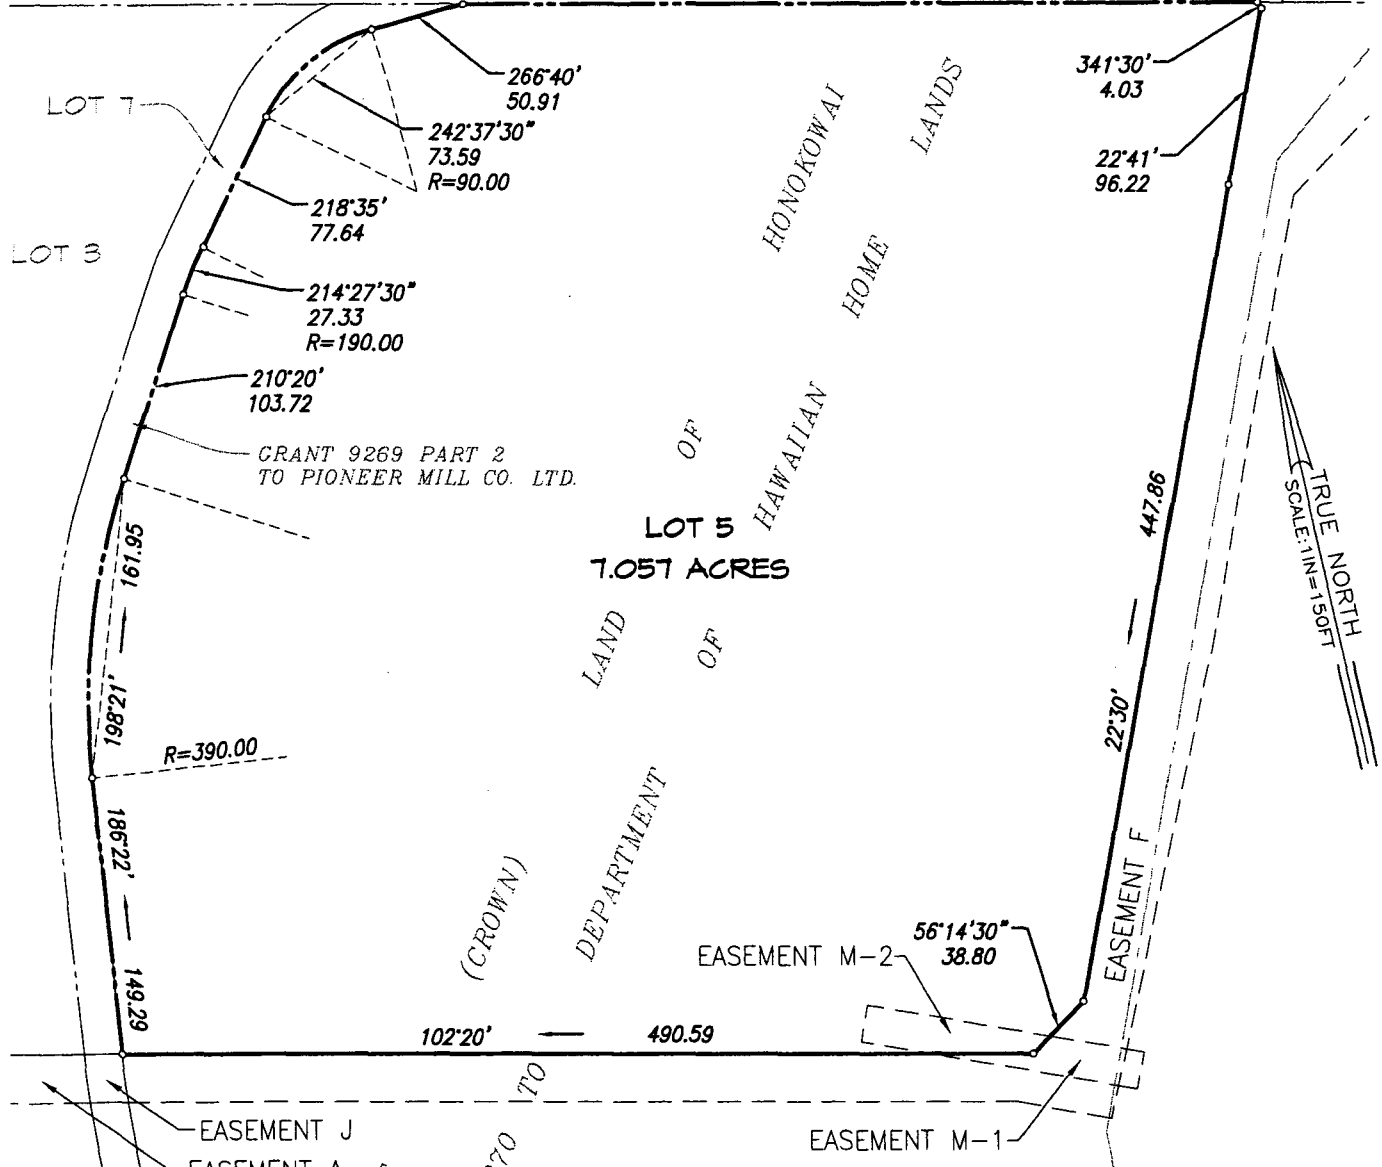 266°40'
50.91
341°30'
4.03
LOT 7
242°37'30"
73.59
R=90.00
22°41'
96.22
218°35'
77.64
LOT 3
214°27'30"
27.33
R=190.00
210°20'
103.72
GRANT 9269 PART 2
TO PIONEER MILL CO. LTD.
(CROWN) LAND OF HONOKOWAI
DEPARTMENT OF HAWAIIAN HOME LANDS
LOT 5
7.057 ACRES
447.86
22°30'
TRUE NORTH
SCALE:1IN=150FT
161.95
198°21'
R=390.00
186°22'
149.29
EASEMENT F
56°14'30"
38.80
EASEMENT M-2
102°20'
490.59
TO
EASEMENT J
EASEMENT M-1
EASEMENT A